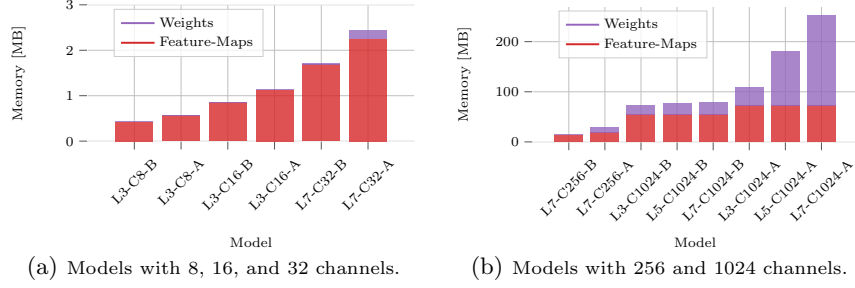 3
2
1
0
Memory [MB]
Weights
Feature-Maps
L3-C8-B
L3-C8-A
L3-C16-B
L3-C16-A
L7-C32-B
L7-C32-A
Model
(a) Models with 8, 16, and 32 channels.
200
100
0
Memory [MB]
Weights
Feature-Maps
L7-C256-B
L7-C256-A
L3-C1024-B
L5-C1024-B
L7-C1024-B
L3-C1024-A
L5-C1024-A
L7-C1024-A
Model
(b) Models with 256 and 1024 channels.